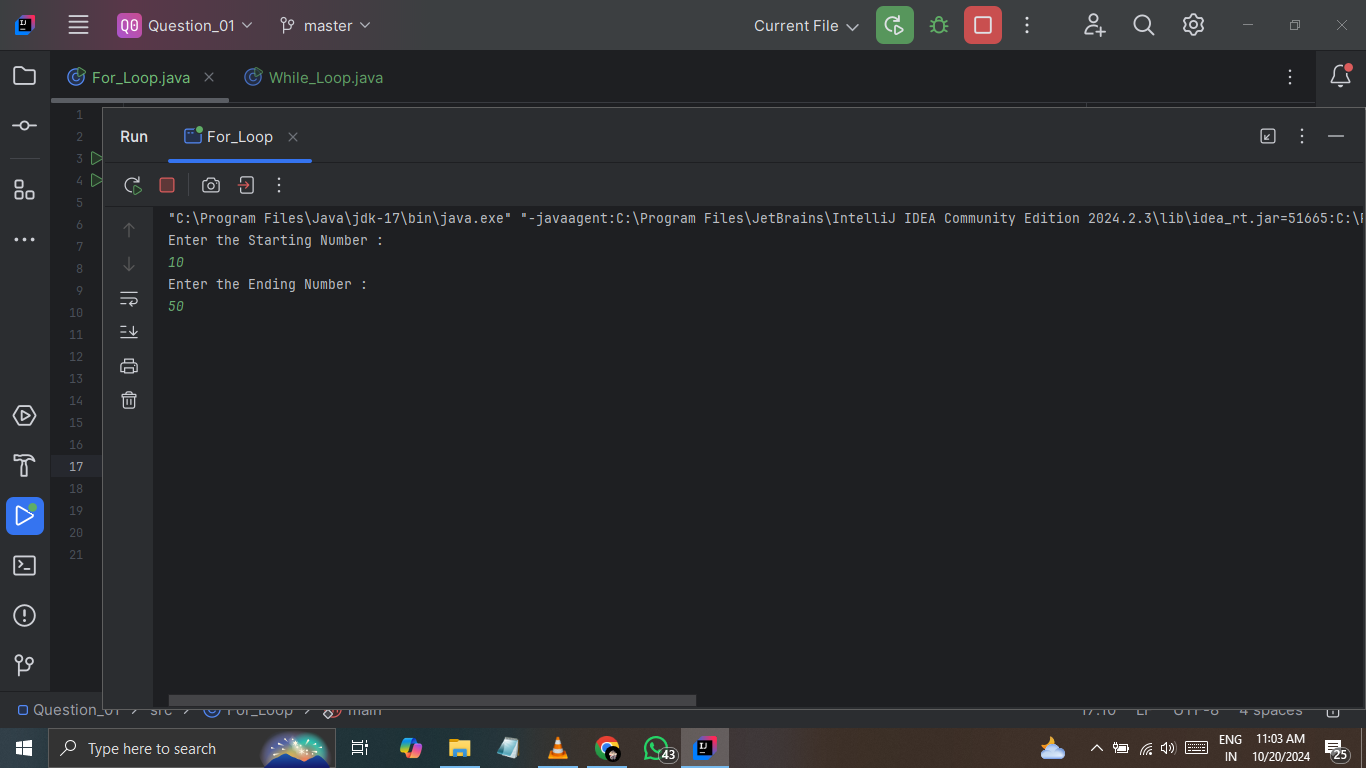 Q0 Question_01 master Current File
For_Loop.java While_Loop.java
Run For_Loop
1
2
3
4
5
6
7
8
9
10
11
12
13
14
15
16
17
18
19
20
21
"C:\Program Files\Java\jdk-17\bin\java.exe" "-javaagent:C:\Program Files\JetBrains\IntelliJ IDEA Community Edition 2024.2.3\lib\idea_rt.jar=51665:C:\
Enter the Starting Number :
10
Enter the Ending Number :
50
Question_01 > src > For_Loop > main 17:10 LF UTF-8 4 spaces
Type here to search 43 ENG 11:03 AM
IN 10/20/2024 25